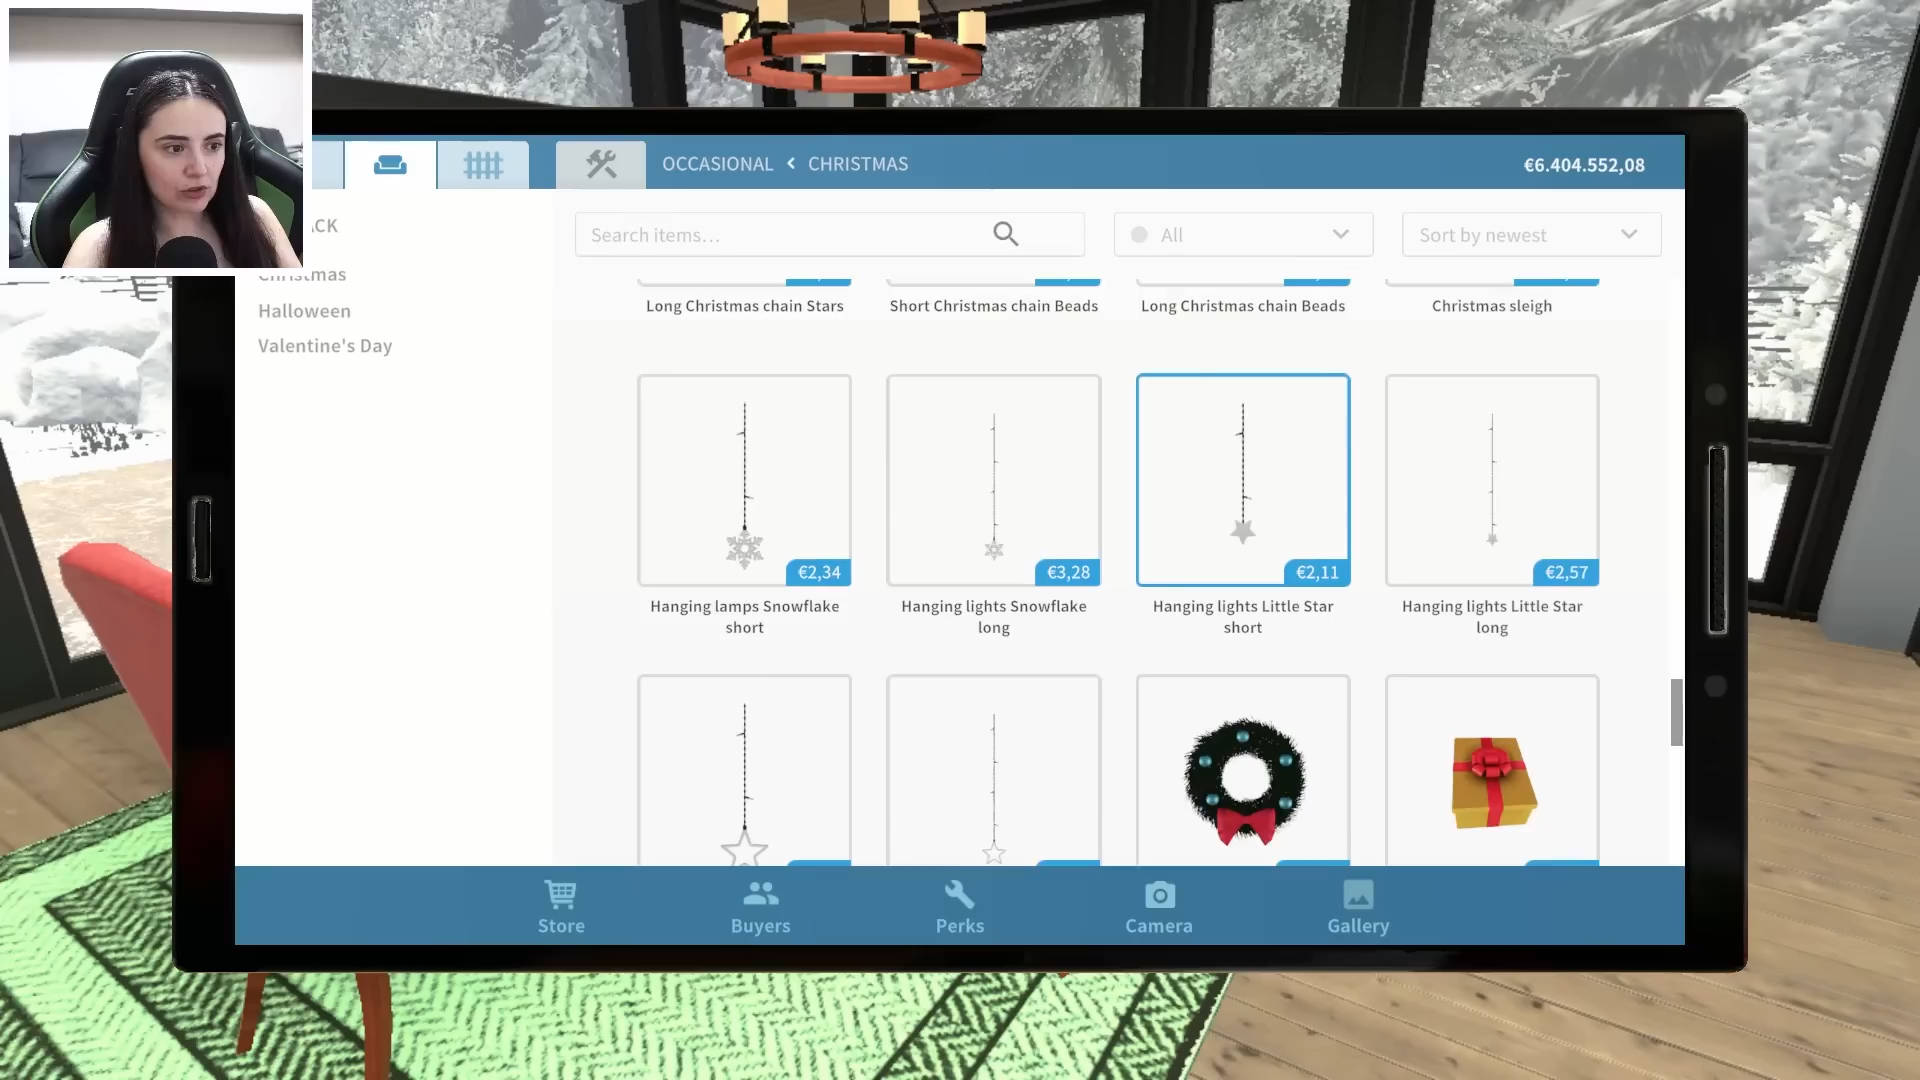 OCCASIONAL < CHRISTMAS
€6.404.552,08
Search items...
All
Sort by newest
Christmas
Halloween
Valentine's Day
Long Christmas chain Stars
Short Christmas chain Beads
Long Christmas chain Beads
Christmas sleigh
€2,34
€3,28
€2,11
€2,57
Hanging lamps Snowflake
short
Hanging lights Snowflake
long
Hanging lights Little Star
short
Hanging lights Little Star
long
Store
Buyers
Perks
Camera
Gallery